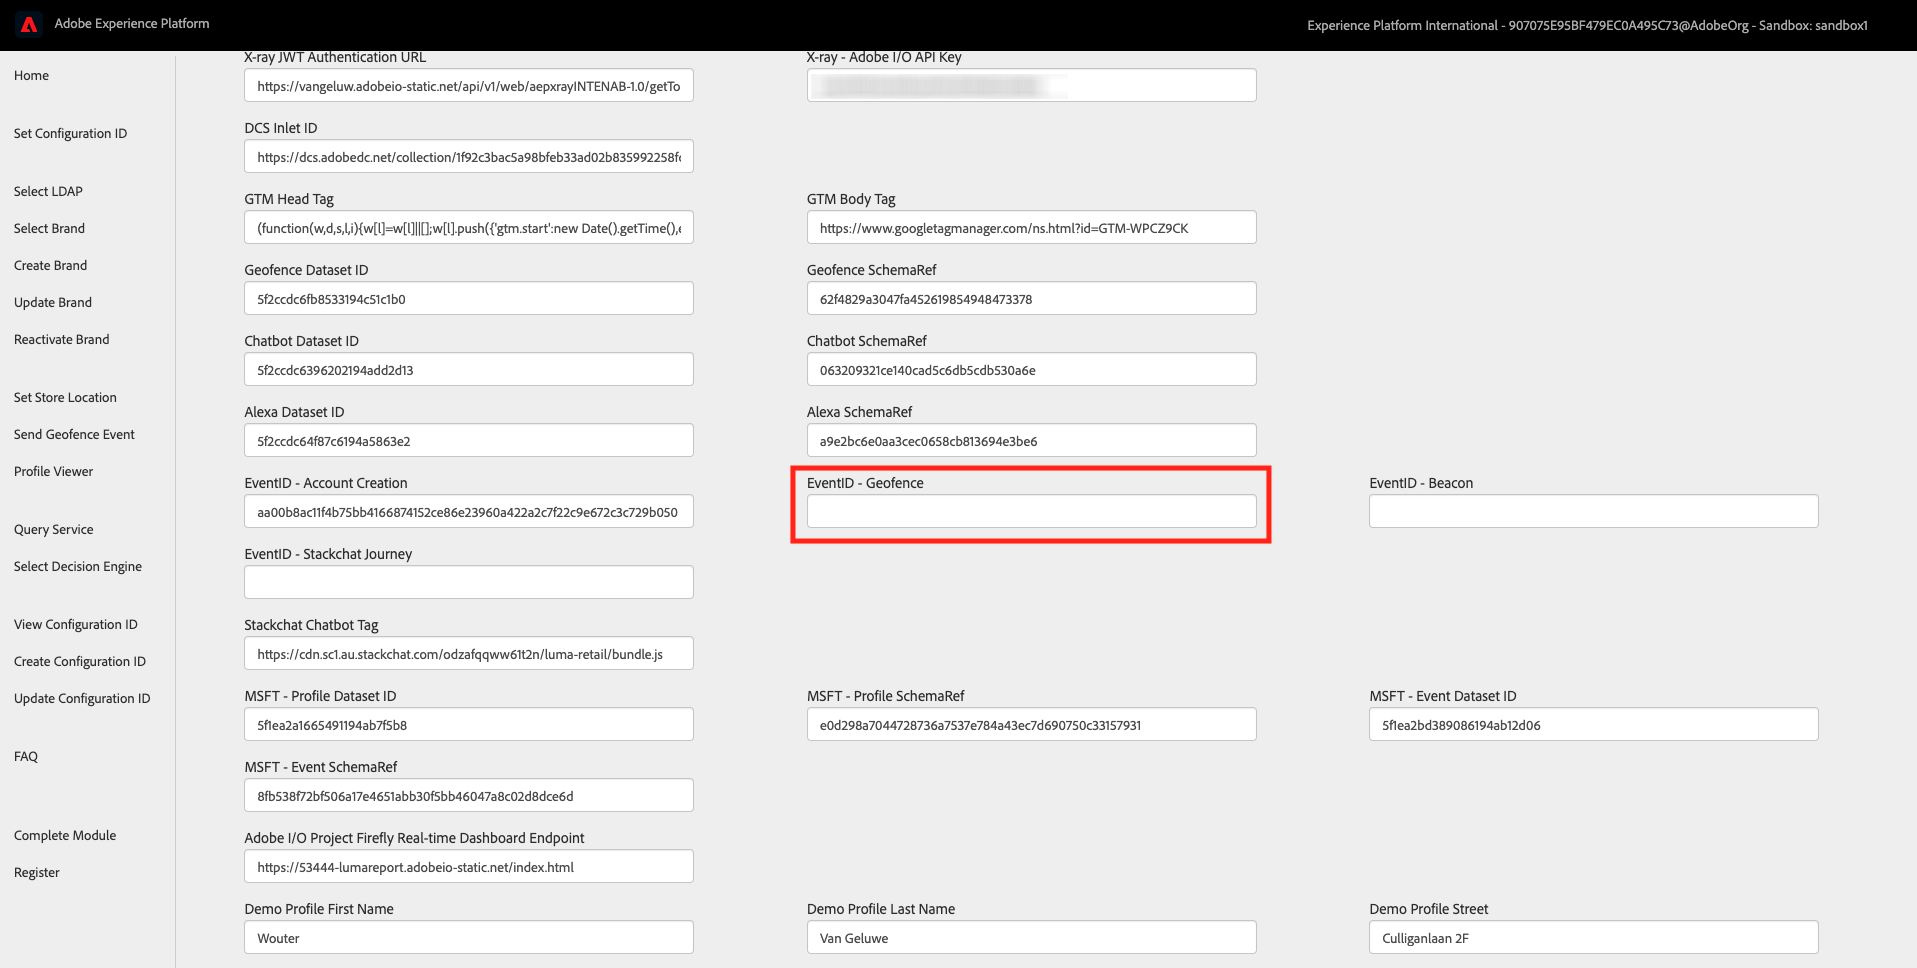 Adobe Experience Platform
Experience Platform International - 907075E95BF479EC0A495C73@AdobeOrg - Sandbox: sandbox1
Home
Set Configuration ID
Select LDAP
Select Brand
Create Brand
Update Brand
Reactivate Brand
Set Store Location
Send Geofence Event
Profile Viewer
Query Service
Select Decision Engine
View Configuration ID
Create Configuration ID
Update Configuration ID
FAQ
Complete Module
Register
X-ray JWT Authentication URL
https://vangeluw.adobeio-static.net/api/v1/web/aepxrayINTENAB-1.0/getTo
X-ray - Adobe I/O API Key
DCS Inlet ID
https://dcs.adobedc.net/collection/1f92c3bac5a98bfeb33ad02b835992258f
GTM Head Tag
(function(w,d,s,l,i){w[l]=w[l]||[];w[l].push({'gtm.start':new Date().getTime(),e
GTM Body Tag
https://www.googletagmanager.com/ns.html?id=GTM-WPCZ9CK
Geofence Dataset ID
5f2ccdc6fb8533194c51c1b0
Geofence SchemaRef
62f4829a3047fa452619854948473378
Chatbot Dataset ID
5f2ccdc6396202194add2d13
Chatbot SchemaRef
063209321ce140cad5c6db5cdb530a6e
Alexa Dataset ID
5f2ccdc64f87c6194a5863e2
Alexa SchemaRef
a9e2bc6e0aa3cec0658cb813694e3be6
EventID - Account Creation
aa00b8ac11f4b75bb4166874152ce86e23960a422a2c7f22c9e672c3c729b050
EventID - Geofence
EventID - Beacon
EventID - Stackchat Journey
Stackchat Chatbot Tag
https://cdn.sc1.au.stackchat.com/odzafqqww61t2n/luma-retail/bundle.js
MSFT - Profile Dataset ID
5f1ea2a1665491194ab7f5b8
MSFT - Profile SchemaRef
e0d298a7044728736a7537e784a43ec7d690750c33157931
MSFT - Event Dataset ID
5f1ea2bd389086194ab12d06
MSFT - Event SchemaRef
8fb538f72bf506a17e4651abb30f5bb46047a8c02d8dce6d
Adobe I/O Project Firefly Real-time Dashboard Endpoint
https://53444-lumareport.adobeio-static.net/index.html
Demo Profile First Name
Wouter
Demo Profile Last Name
Van Geluwe
Demo Profile Street
Culliganlaan 2F